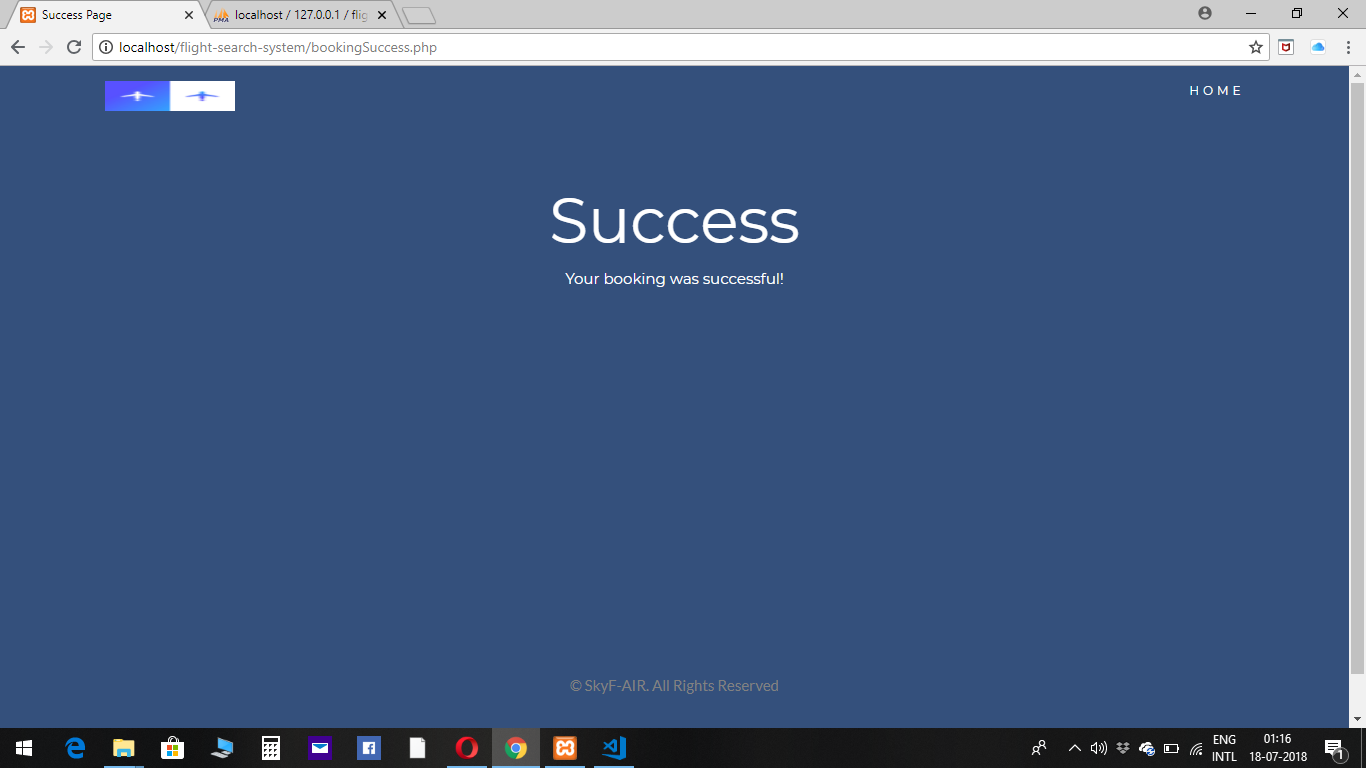 Success Page
localhost / 127.0.0.1 / flig
localhost/flight-search-system/bookingSuccess.php
HOME
Success
Your booking was successful!
© SkyF-AIR. All Rights Reserved
ENG
INTL
01:16
18-07-2018
1